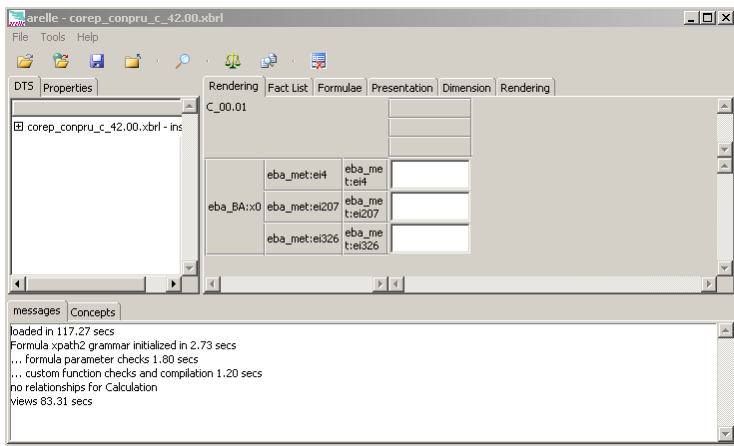 arelle - corep_conpru_c_42.00.xbrl
File Tools Help
DTS Properties
Rendering Fact List Formulae Presentation Dimension Rendering
C_00.01
corep_conpru_c_42.00.xbrl - ins
eba_BA:x0
eba_met:ei4 eba_me
t:ei4
eba_met:ei207 eba_me
t:ei207
eba_met:ei326 eba_me
t:ei326
messages Concepts
loaded in 117.27 secs
Formula xpath2 grammar initialized in 2.73 secs
... formula parameter checks 1.80 secs
... custom function checks and compilation 1.20 secs
no relationships for Calculation
views 83.31 secs